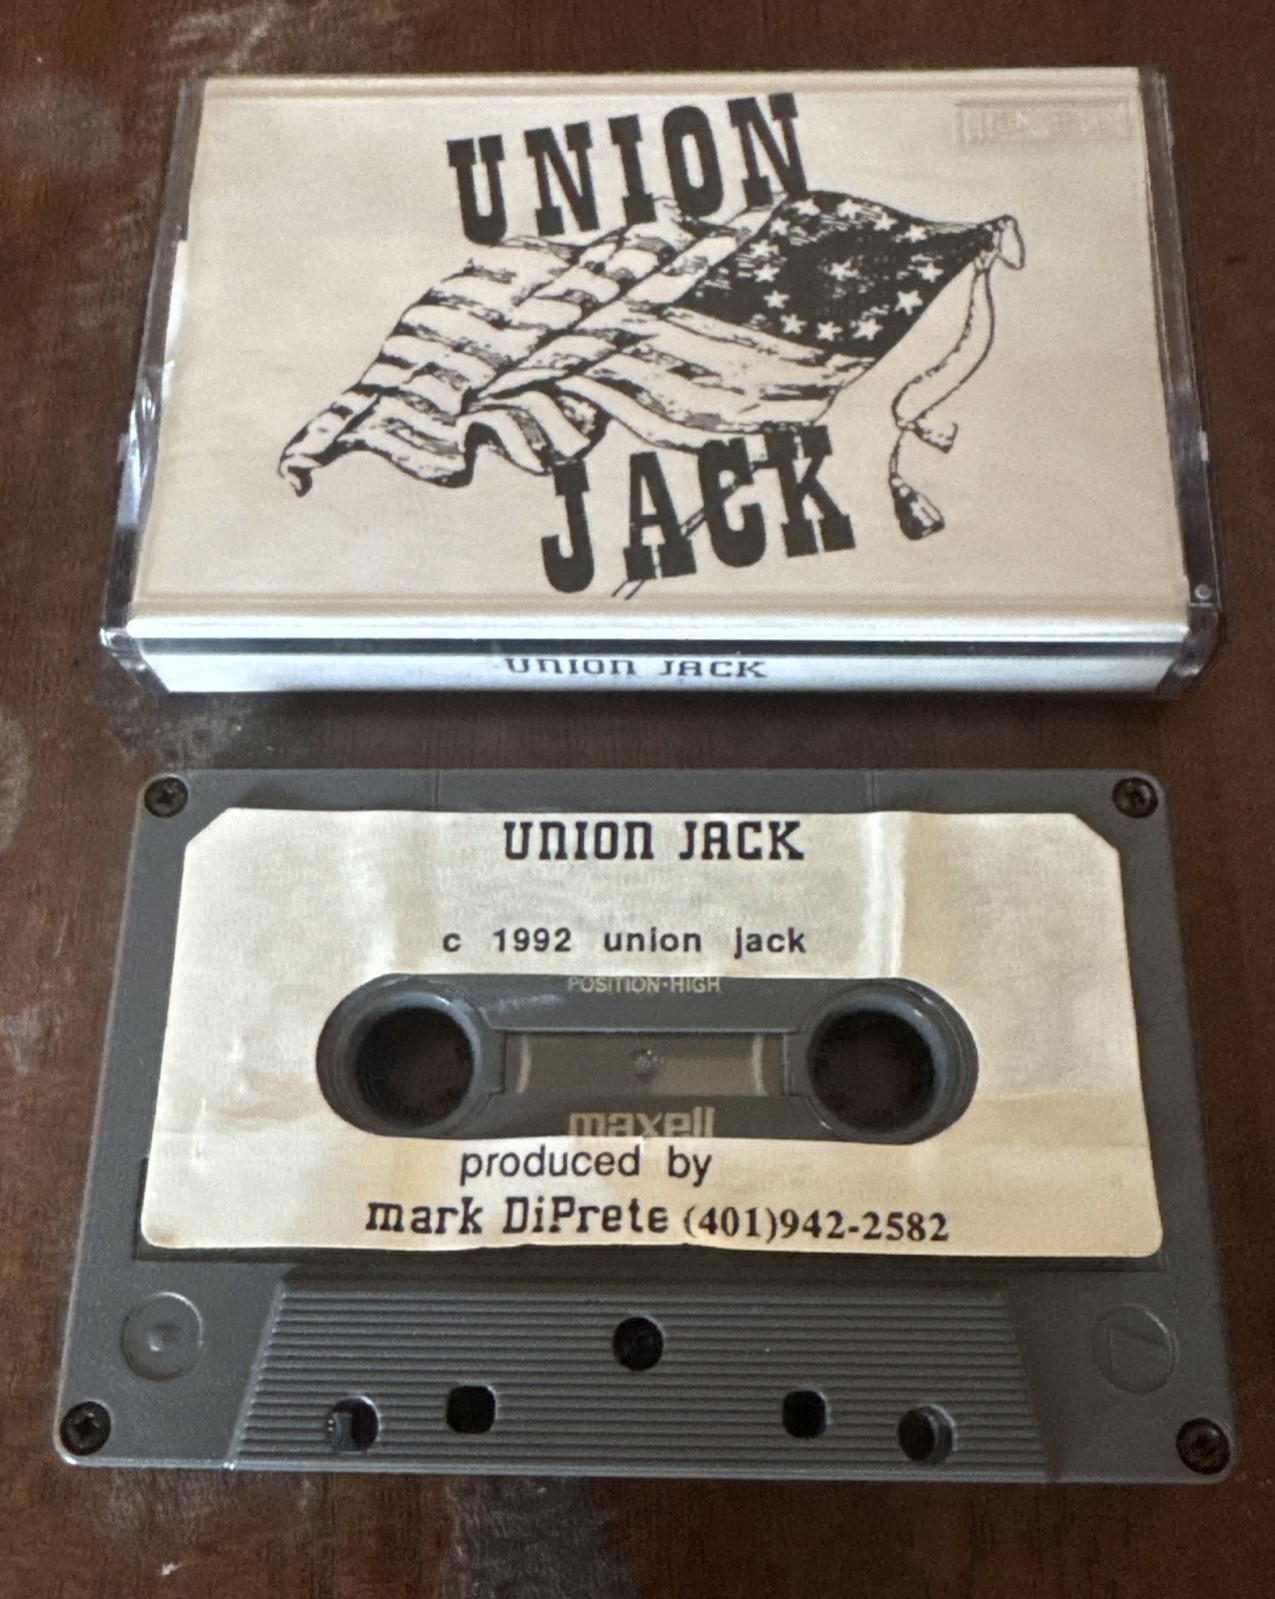 UNION
JACK
UNION JACK
UNION JACK
c 1992 union jack
POSITION·HIGH
maxell
produced by
mark DiPrete (401)942-2582